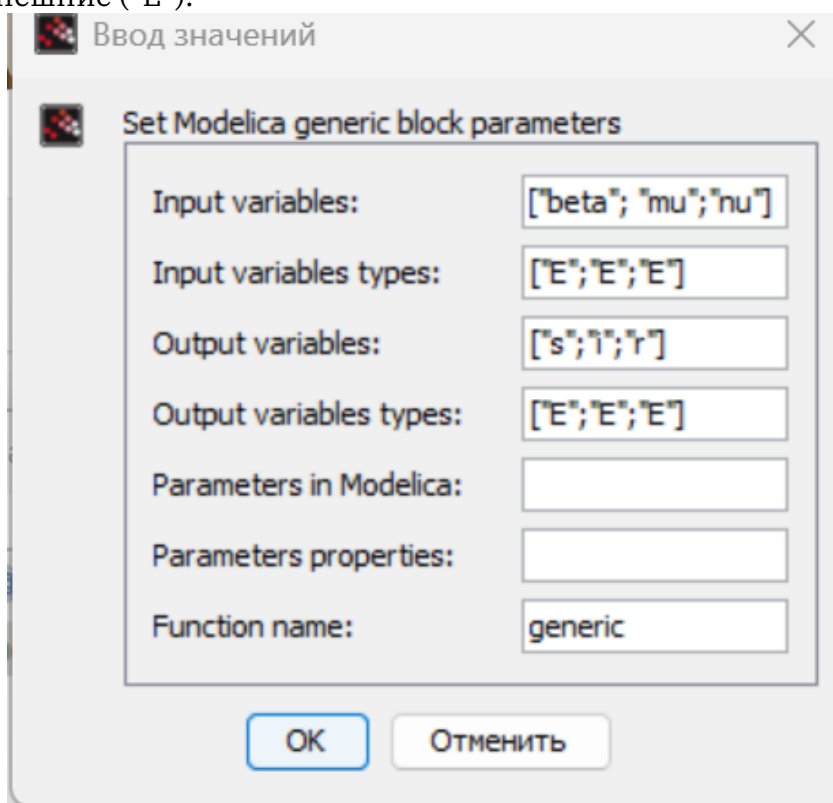 нешние ("E").
Ввод значений
Set Modelica generic block parameters
Input variables: ["beta"; "mu";"nu"]
Input variables types: ["E";"E";"E"]
Output variables: ["s";"i";"r"]
Output variables types: ["E";"E";"E"]
Parameters in Modelica:
Parameters properties:
Function name: generic
OK Отменить